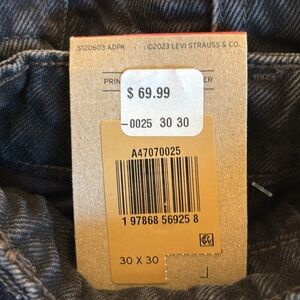 S120603 ADPK ©2023 LEVI STRAUSS & CO.
$ 69.99
-0025 30 30
A47070025
1 97868 56925 8
30 X 30